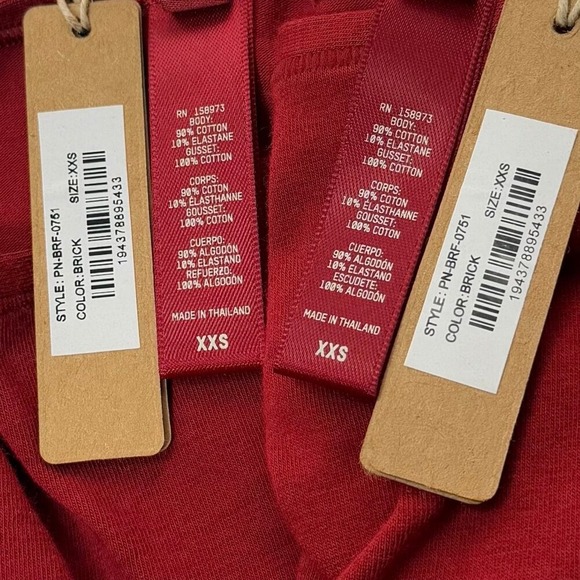 STYLE: PN-BRF-0751
COLOR:BRICK
SIZE:XXS
194378895433
RN 158973
BODY:
90% COTTON
10% ELASTANE
GUSSET:
100% COTTON
CORPS:
90% COTON
10% ÉLASTHANNE
GOUSSET:
100% COTON
CUERPO:
90% ALGODÓN
10% ELASTANO
REFUERZO:
100% ALGODÓN
MADE IN THAILAND
XXS
RN 158973
BODY:
90% COTTON
10% ELASTANE
GUSSET:
100% COTTON
CORPS:
90% COTON
10% ÉLASTHANNE
GOUSSET:
100% COTON
CUERPO:
90% ALGODÓN
10% ELASTANO
ESCUDETE:
100% ALGODÓN
MADE IN THAILAND
XXS
STYLE: PN-BRF-0751
COLOR:BRICK
SIZE:XXS
194378895433